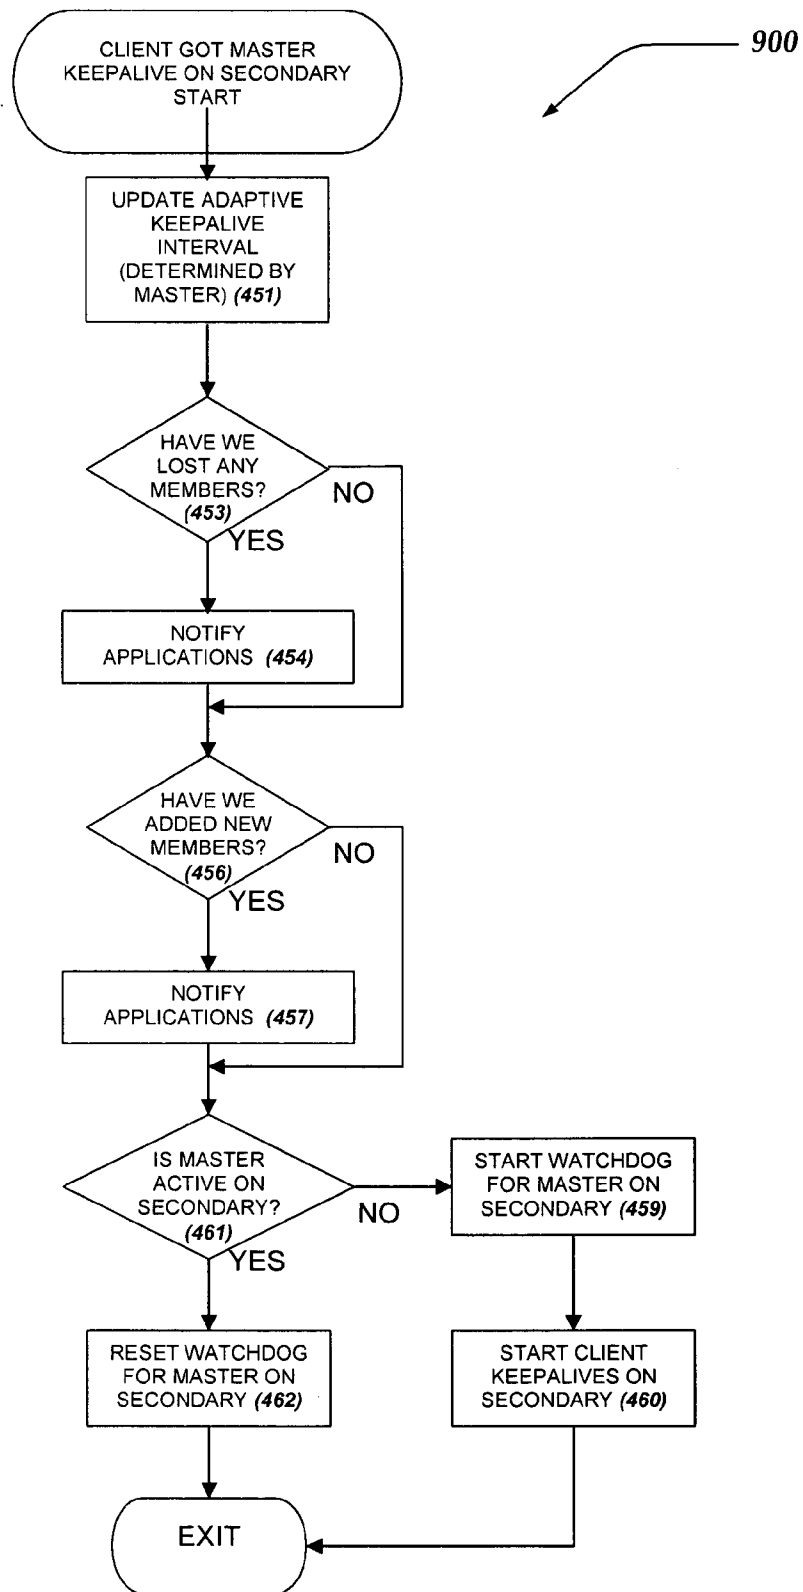 900
CLIENT GOT MASTER
KEEPALIVE ON SECONDARY
START
UPDATE ADAPTIVE
KEEPALIVE
INTERVAL
(DETERMINED BY
MASTER) (451)
HAVE WE
LOST ANY
MEMBERS?
(453)
NO
YES
NOTIFY
APPLICATIONS (454)
HAVE WE
ADDED NEW
MEMBERS?
(456)
NO
YES
NOTIFY
APPLICATIONS (457)
IS MASTER
ACTIVE ON
SECONDARY?
(461)
NO
YES
START WATCHDOG
FOR MASTER ON
SECONDARY (459)
RESET WATCHDOG
FOR MASTER ON
SECONDARY (462)
START CLIENT
KEEPALIVES ON
SECONDARY (460)
EXIT